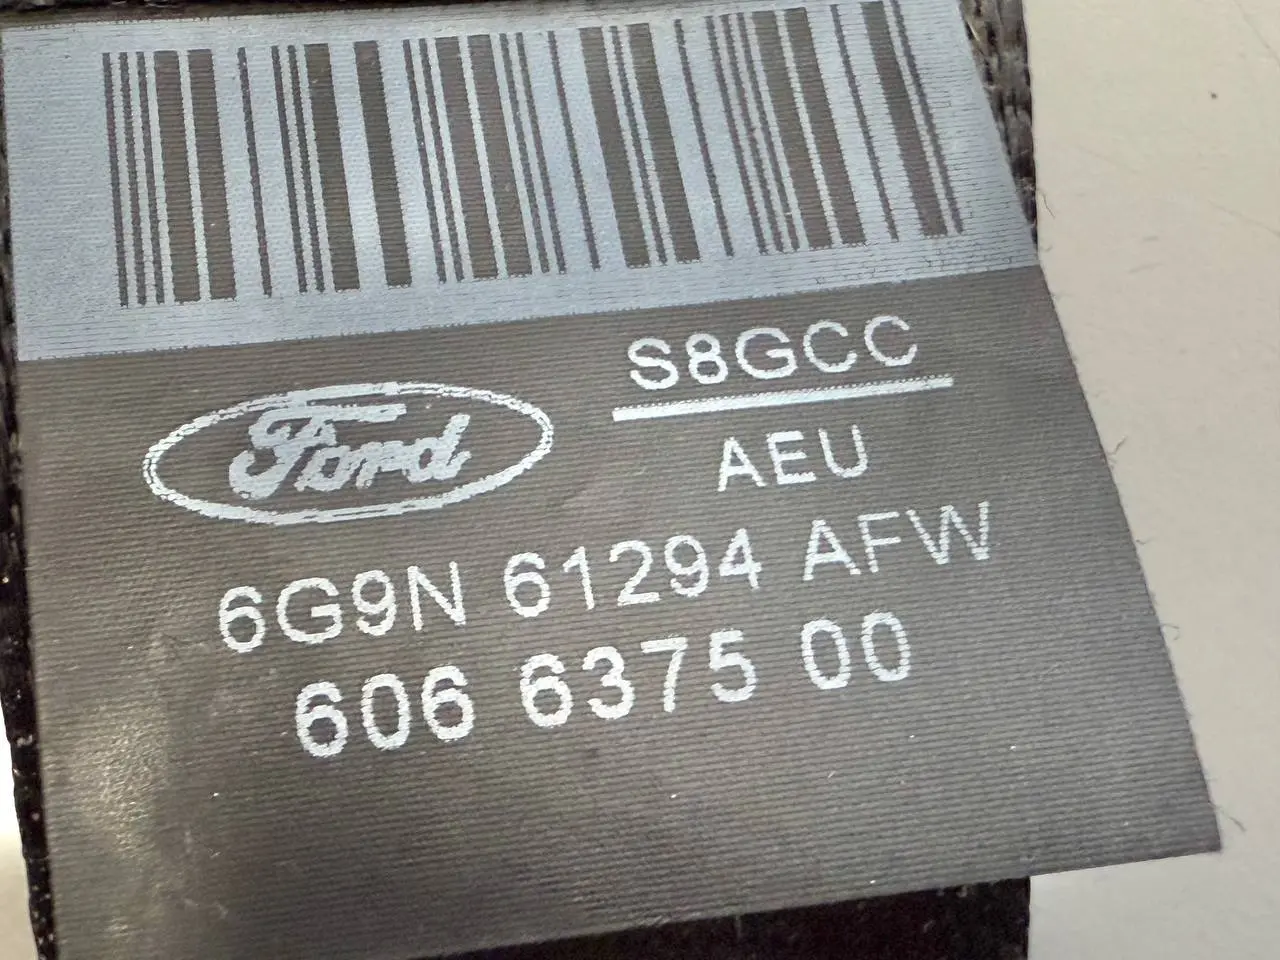 S8GCC
AEU
Ford
6G9N 61294 AFW
606 6375 00